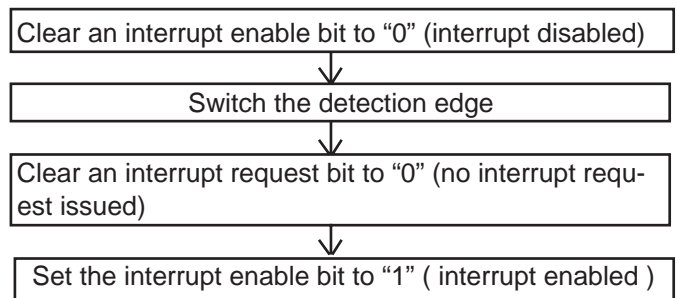 Clear an interrupt enable bit to “0” (interrupt disabled)
Switch the detection edge
Clear an interrupt request bit to “0” (no interrupt requ-
est issued)
Set the interrupt enable bit to “1” ( interrupt enabled )